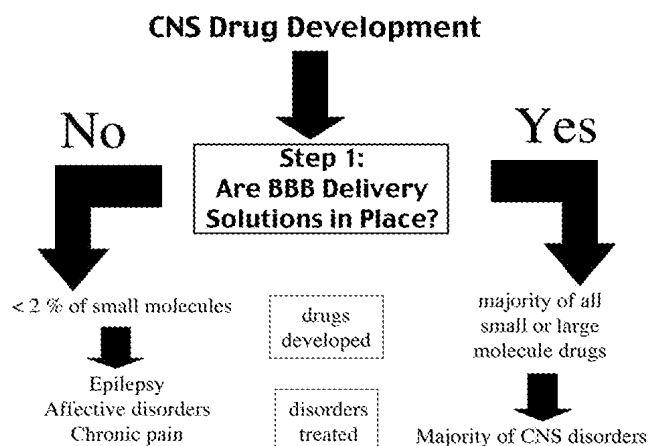 CNS Drug Development
No
Yes
Step 1:
Are BBB Delivery
Solutions in Place?
< 2 % of small molecules
drugs
developed
majority of all
small or large
molecule drugs
Epilepsy
Affective disorders
Chronic pain
disorders
treated
Majority of CNS disorders